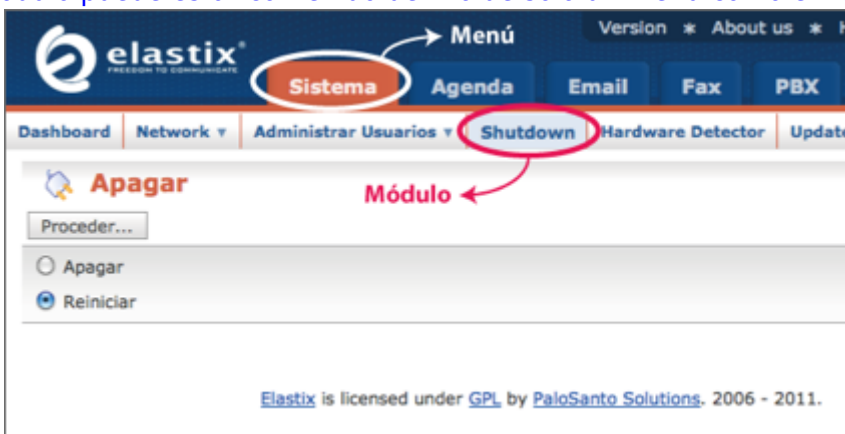 Menú
Version * About us *
elastix
FREEDOM TO COMMUNICATE
Sistema Agenda Email Fax PBX
Dashboard Network Administrar Usuarios Shutdown Hardware Detector
Apagar
Módulo
Proceder...
Apagar
Reiniciar
Elastix is licensed under GPL by PaloSanto Solutions. 2006 - 2011.